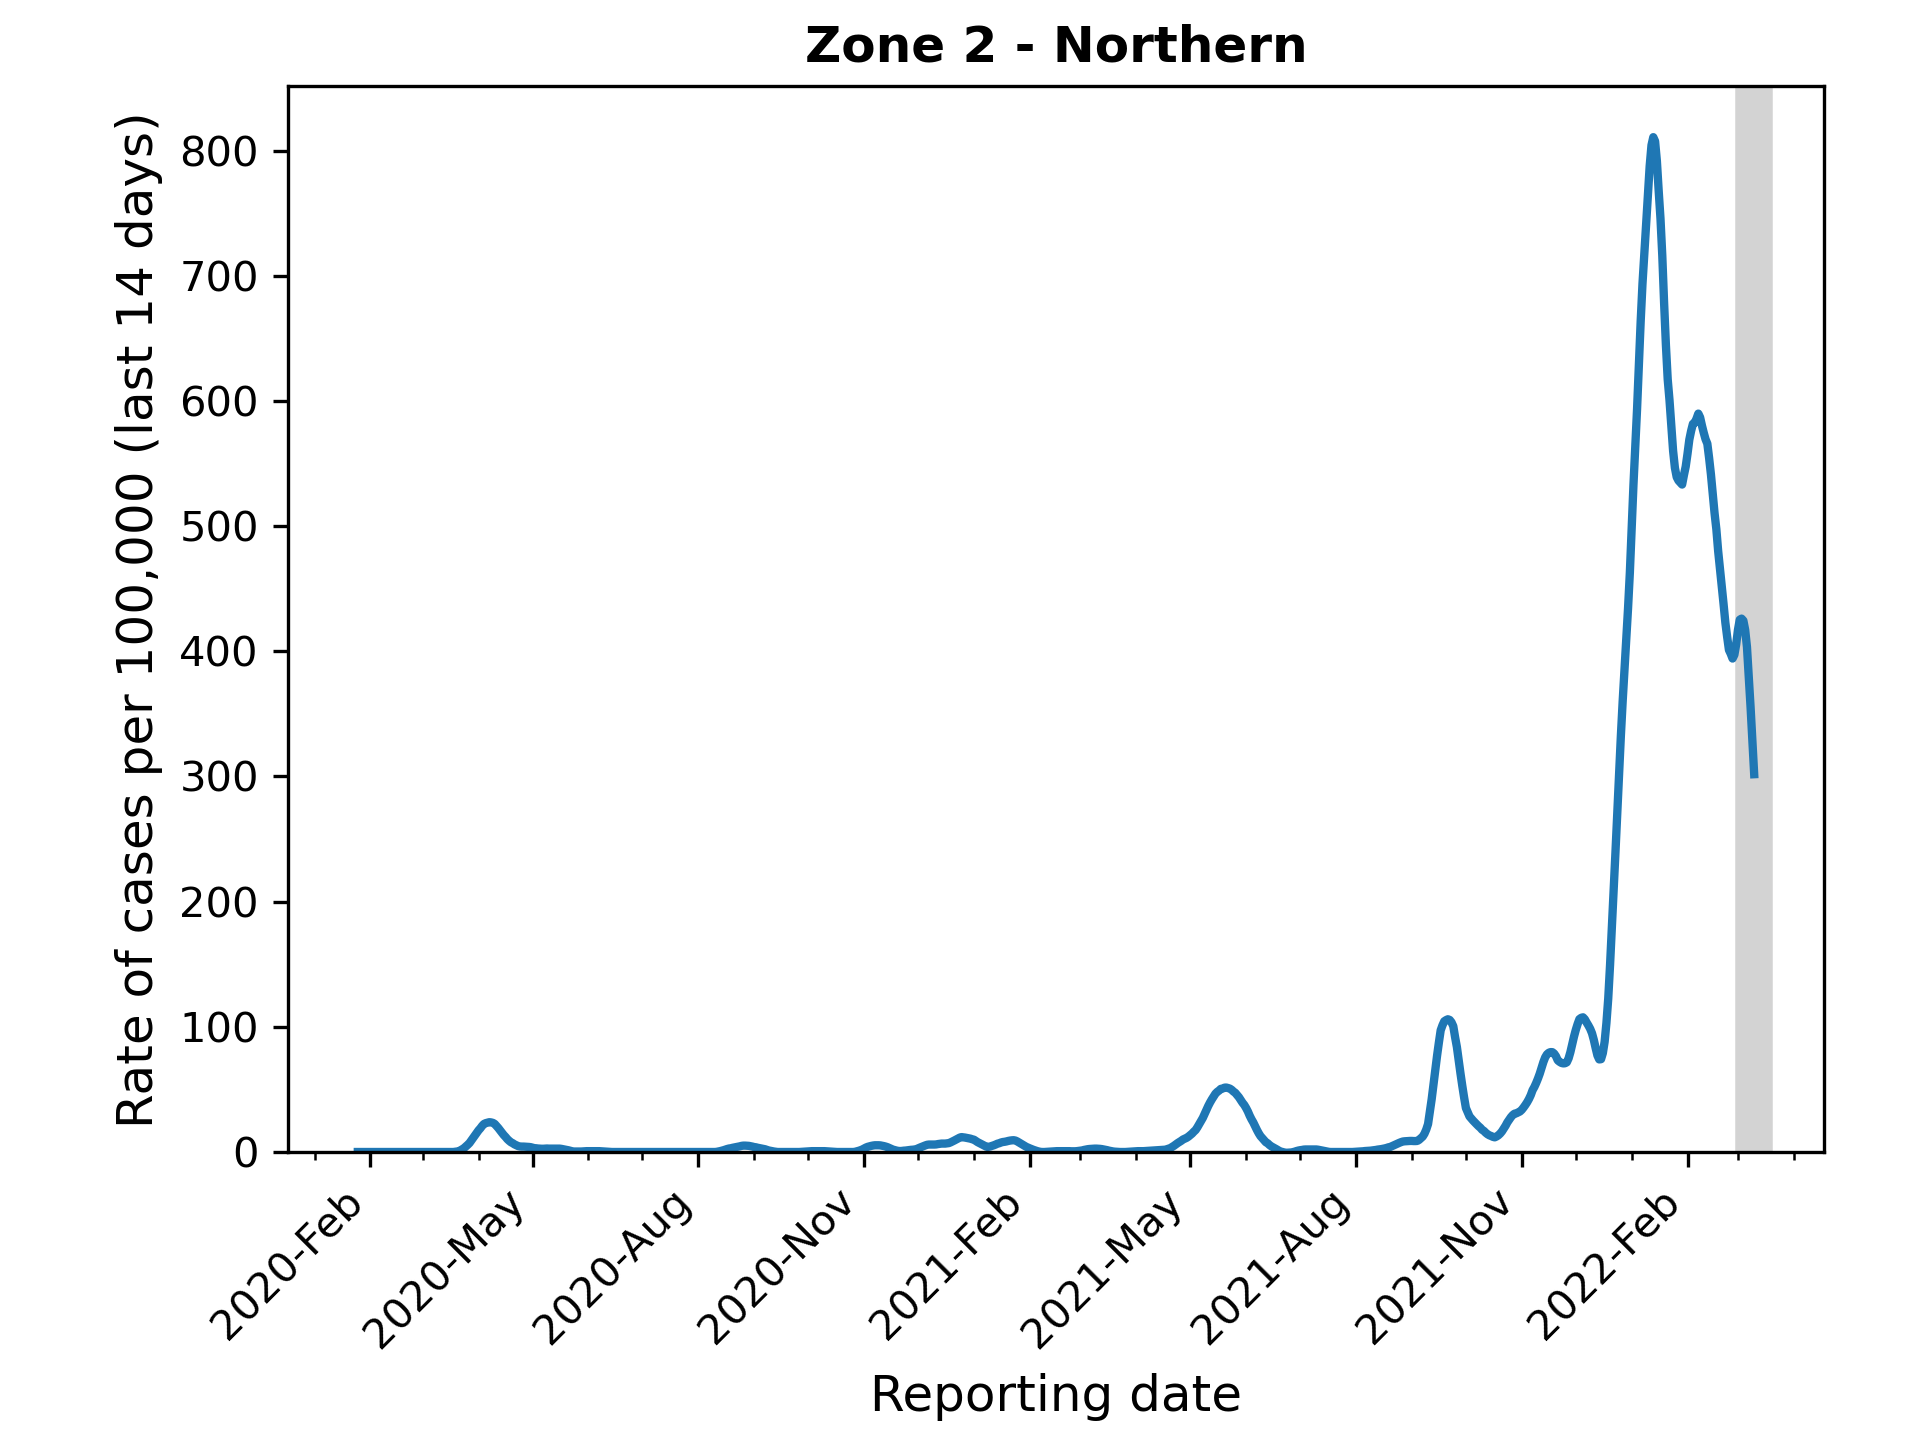 Zone 2 - Northern
Rate of cases per 100,000 (last 14 days)
800
700
600
500
400
300
200
100
0
2020-Feb
2020-May
2020-Aug
2020-Nov
2021-Feb
2021-May
2021-Aug
2021-Nov
2022-Feb
Reporting date